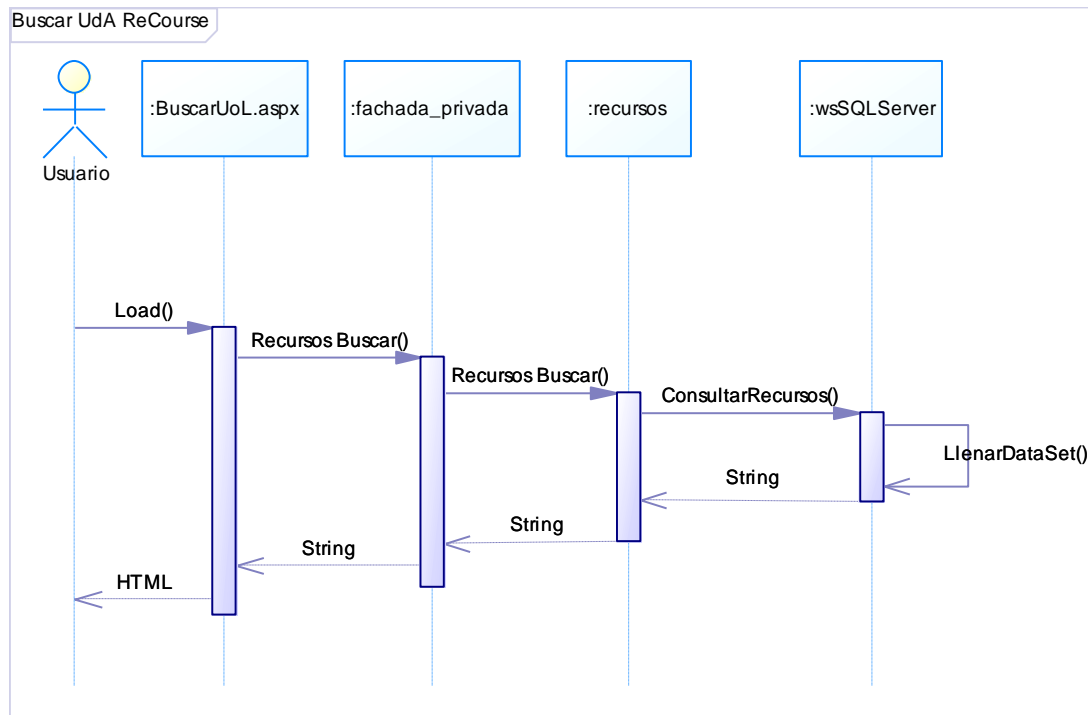 Buscar UdA ReCourse
:BuscarUoL.aspx
:fachada_privada
:recursos
:wsSQLServer
Usuario
Load()
Recursos Buscar()
Recursos Buscar()
ConsultarRecursos()
LlenarDataSet()
String
String
String
HTML